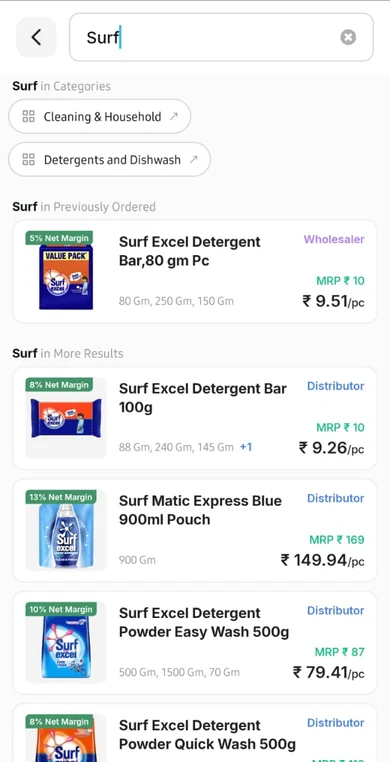 Surf
Surf in Categories
Cleaning & Household
Detergents and Dishwash
Surf in Previously Ordered
5% Net Margin
VALUE PACK
Surf excel
Surf Excel Detergent
Bar,80 gm Pc
80 Gm, 250 Gm, 150 Gm
Wholesaler
MRP ₹ 10
₹ 9.51/pc
Surf in More Results
8% Net Margin
Surf excel
Surf Excel Detergent Bar
100g
88 Gm, 240 Gm, 145 Gm +1
Distributor
MRP ₹ 10
₹ 9.26/pc
13% Net Margin
Surf
excel
Surf Matic Express Blue
900ml Pouch
900 Gm
Distributor
MRP ₹ 169
₹ 149.94/pc
10% Net Margin
Surf
excel
Surf Excel Detergent
Powder Easy Wash 500g
500 Gm, 1500 Gm, 70 Gm
Distributor
MRP ₹ 87
₹ 79.41/pc
8% Net Margin
Surf
Surf Excel Detergent
Powder Quick Wash 500g
Distributor